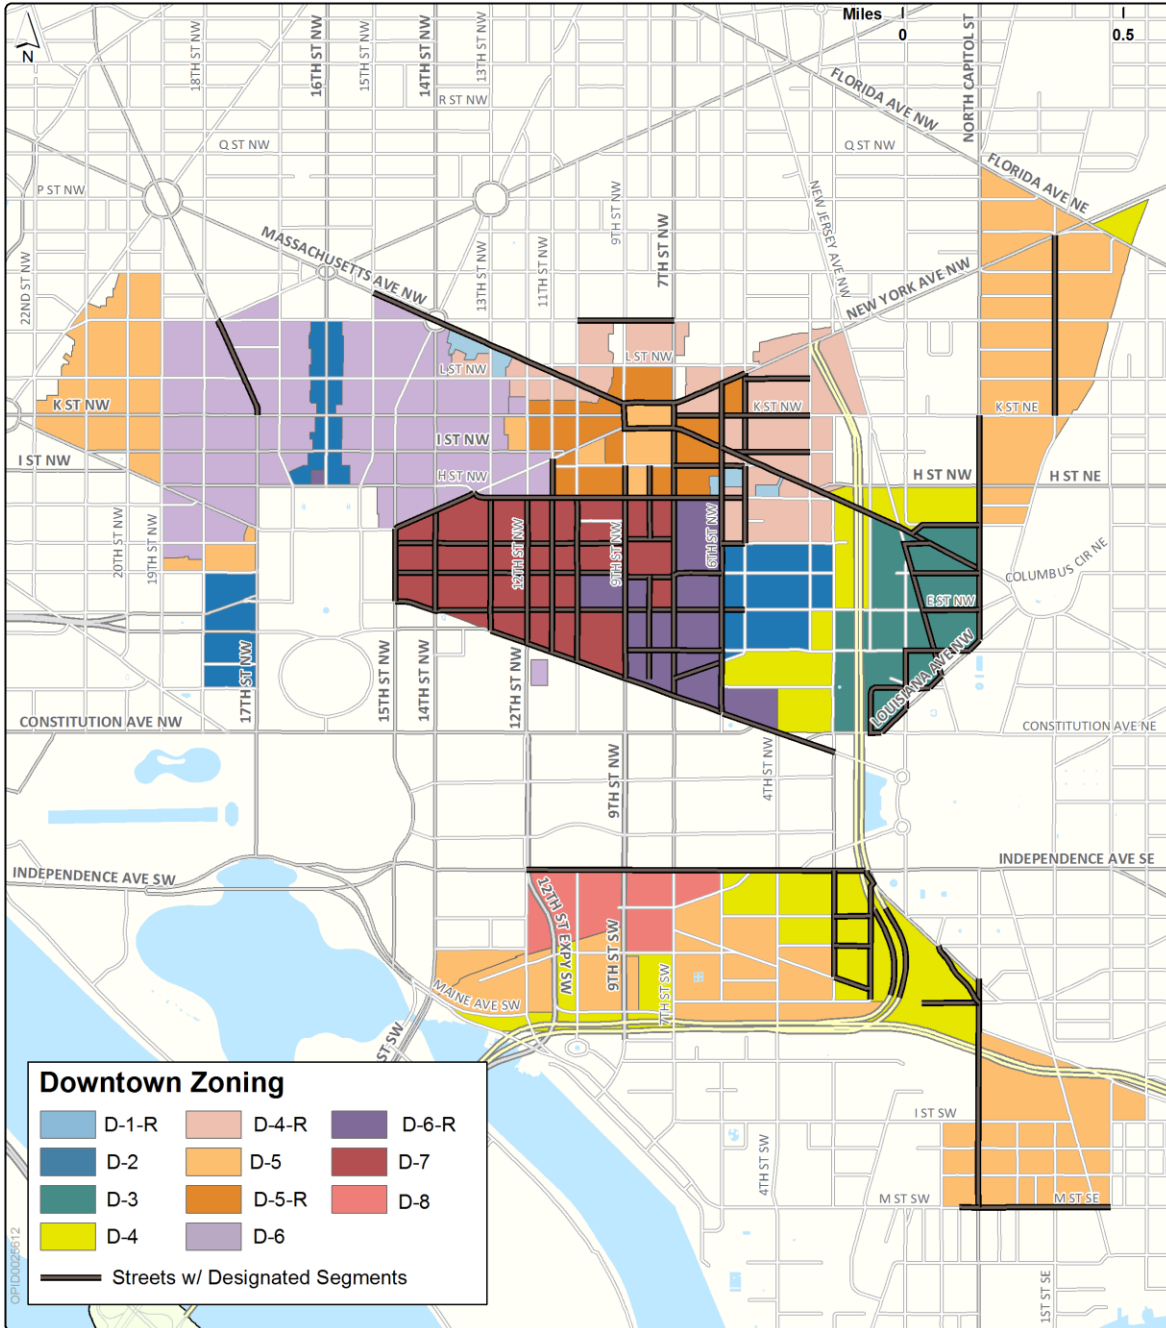 Miles
0
0.5
N
18TH ST NW
16TH ST NW
15TH ST NW
14TH ST NW
13TH ST NW
NORTH CAPITOL ST
R ST NW
FLORIDA AVE NW
Q ST NW
Q ST NW
FLORIDA AVE NE
P ST NW
9TH ST NW
7TH ST NW
NEW JERSEY AVE NW
MASSACHUSETTS AVE NW
22ND ST NW
13TH ST NW
11TH ST NW
NEW YORK AVE NW
L ST NW
L ST NW
K ST NW
K ST NW
K ST NE
I ST NW
I ST NW
H ST NW
H ST NW
H ST NE
20TH ST NW
19TH ST NW
12TH ST NW
9TH ST NW
6TH ST NW
COLUMBUS CIR NE
E ST NW
17TH ST NW
15TH ST NW
14TH ST NW
12TH ST NW
LOUISIANA AVE NW
CONSTITUTION AVE NW
CONSTITUTION AVE NE
9TH ST NW
4TH ST NW
INDEPENDENCE AVE SW
INDEPENDENCE AVE SE
12TH ST EXPY SW
9TH ST SW
7TH ST SW
MAINE AVE SW
ST SW
I ST SW
4TH ST SW
M ST SW
M ST SE
1ST ST SE
Downtown Zoning
D-1-R
D-4-R
D-6-R
D-2
D-5
D-7
D-3
D-5-R
D-8
D-4
D-6
Streets w/ Designated Segments
OPID0025612